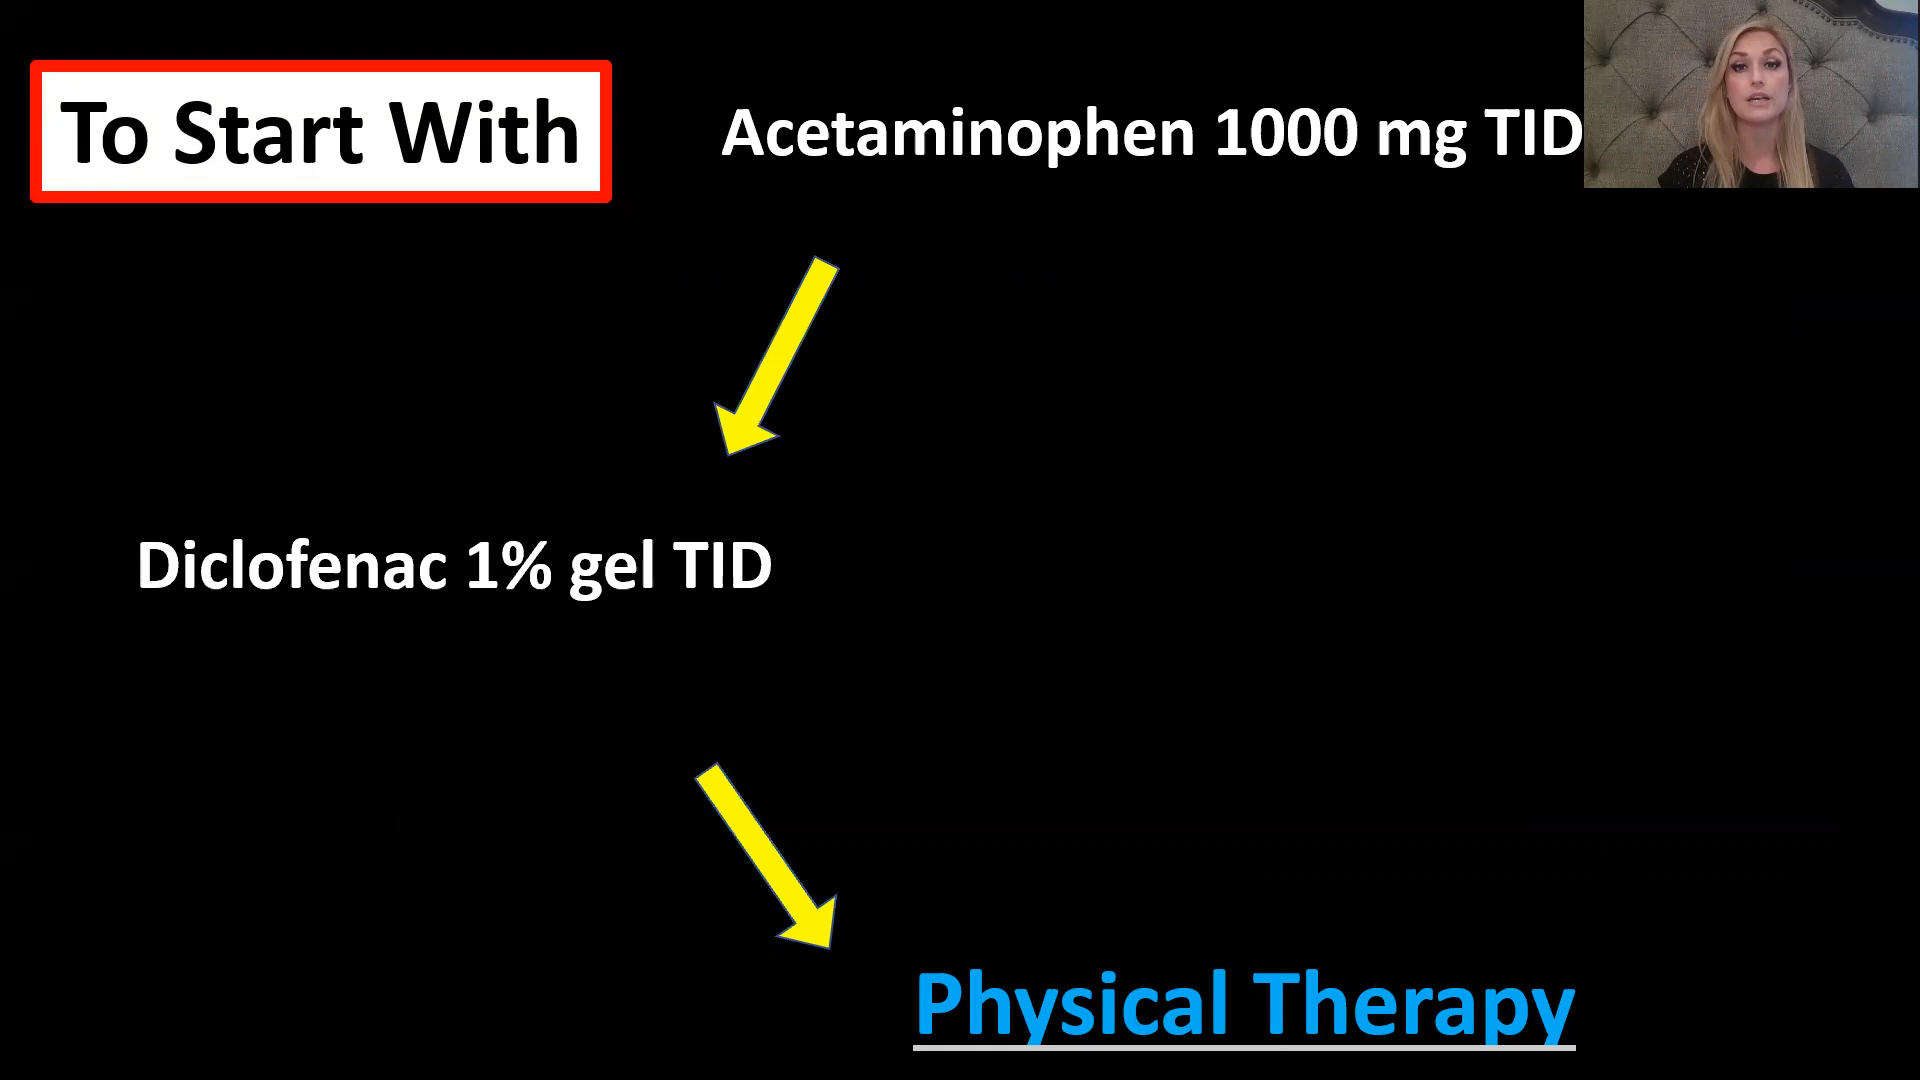 To Start With
Acetaminophen 1000 mg TID
Diclofenac 1% gel TID
Physical Therapy